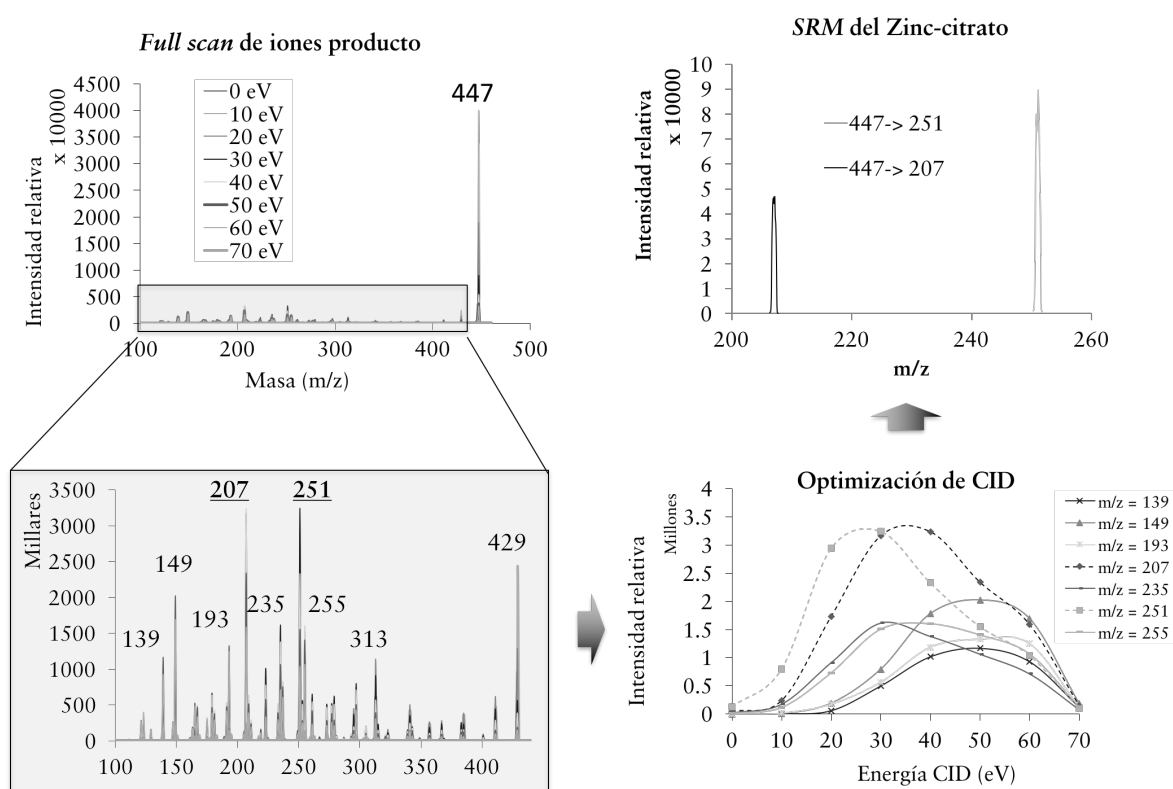 Full scan de iones producto
Intensidad relativa
x 10000
4500
4000
3500
3000
2500
2000
1500
1000
500
0
0 eV
10 eV
20 eV
30 eV
40 eV
50 eV
60 eV
70 eV
447
100 200 300 400 500
Masa (m/z)
SRM del Zinc-citrato
Intensidad relativa
x 10000
10
9
8
7
6
5
4
3
2
1
0
447-> 251
447-> 207
200 220 240 260
m/z
Millares
3500
3000
2500
2000
1500
1000
500
0
139
149
193
207
235
251
255
313
429
100 150 200 250 300 350 400
Optimización de CID
Intensidad relativa
Millones
4
3.5
3
2.5
2
1.5
1
0.5
0
m/z = 139
m/z = 149
m/z = 193
m/z = 207
m/z = 235
m/z = 251
m/z = 255
0 10 20 30 40 50 60 70
Energía CID (eV)